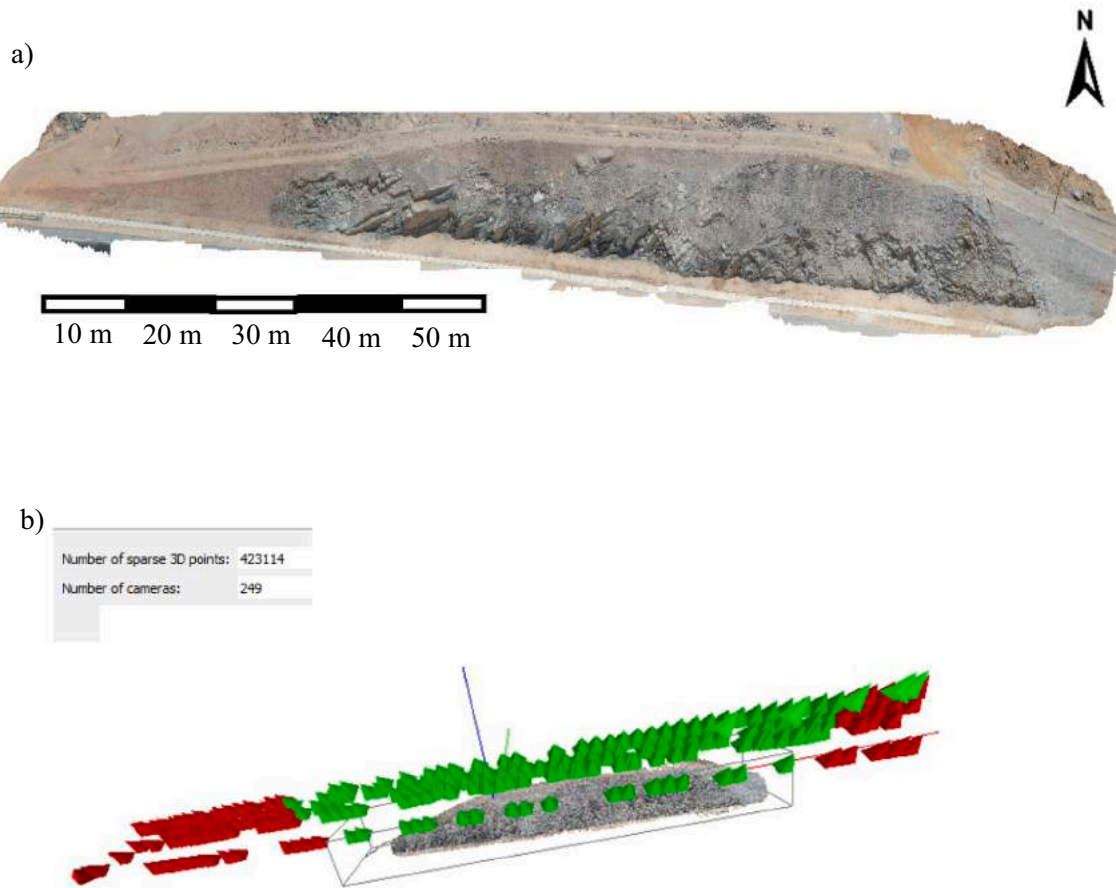 N
a)
10 m 20 m 30 m 40 m 50 m
b)
Number of sparse 3D points: 423114
Number of cameras: 249